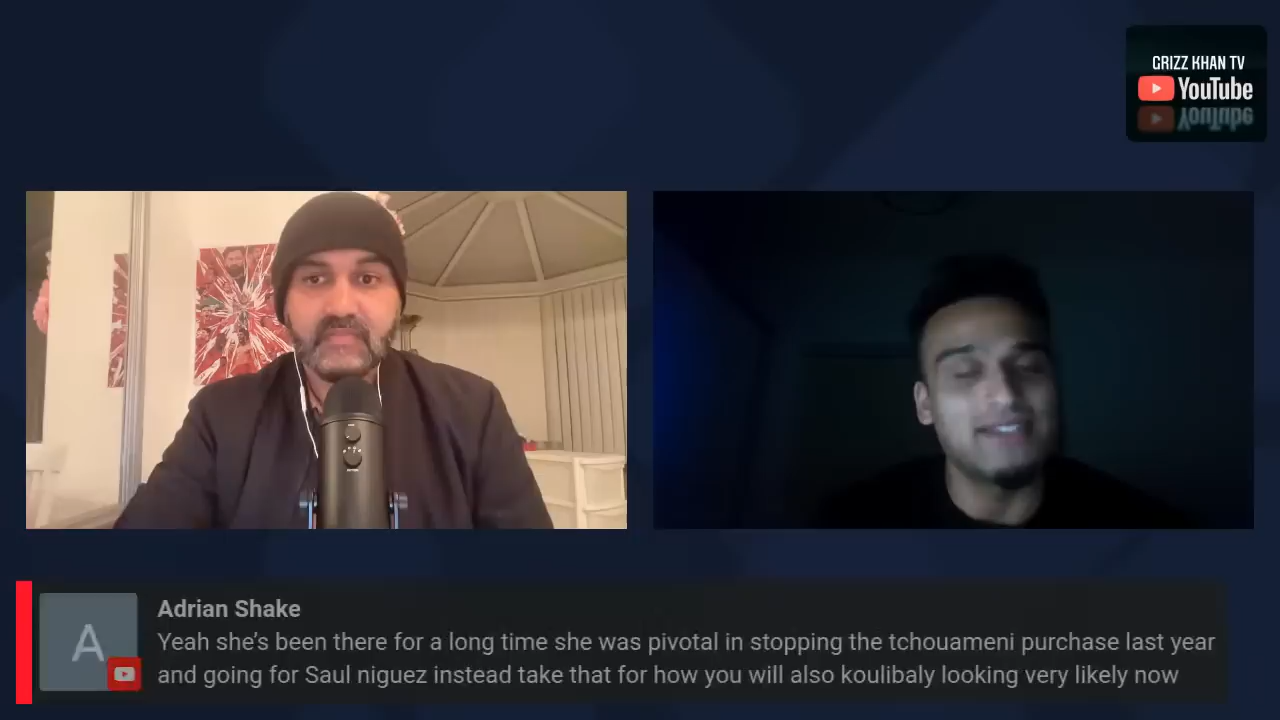 GRIZZ KHAN TV
YouTube
YouTube
A
Adrian Shake
Yeah she’s been there for a long time she was pivotal in stopping the tchouameni purchase last year
and going for Saul niguez instead take that for how you will also koulibaly looking very likely now